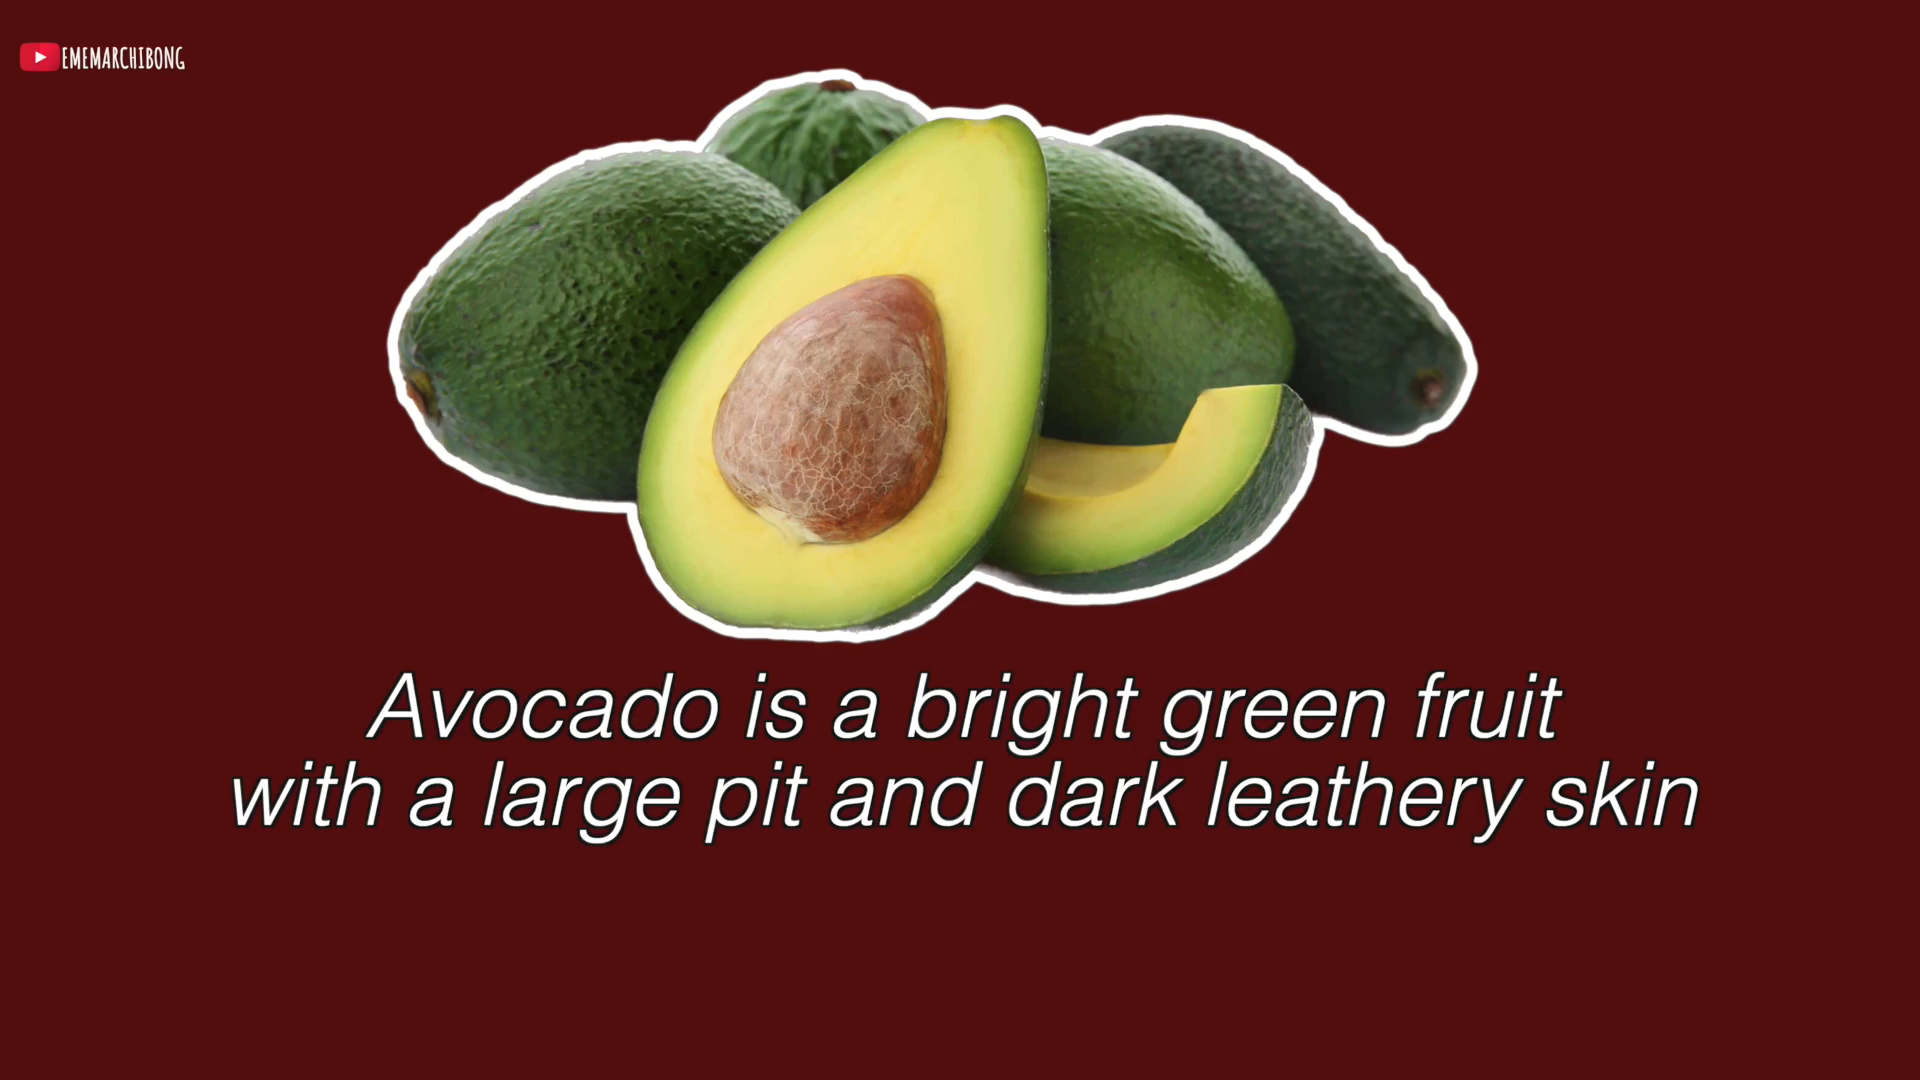 EMEMARCHIBONG
Avocado is a bright green fruit
with a large pit and dark leathery skin